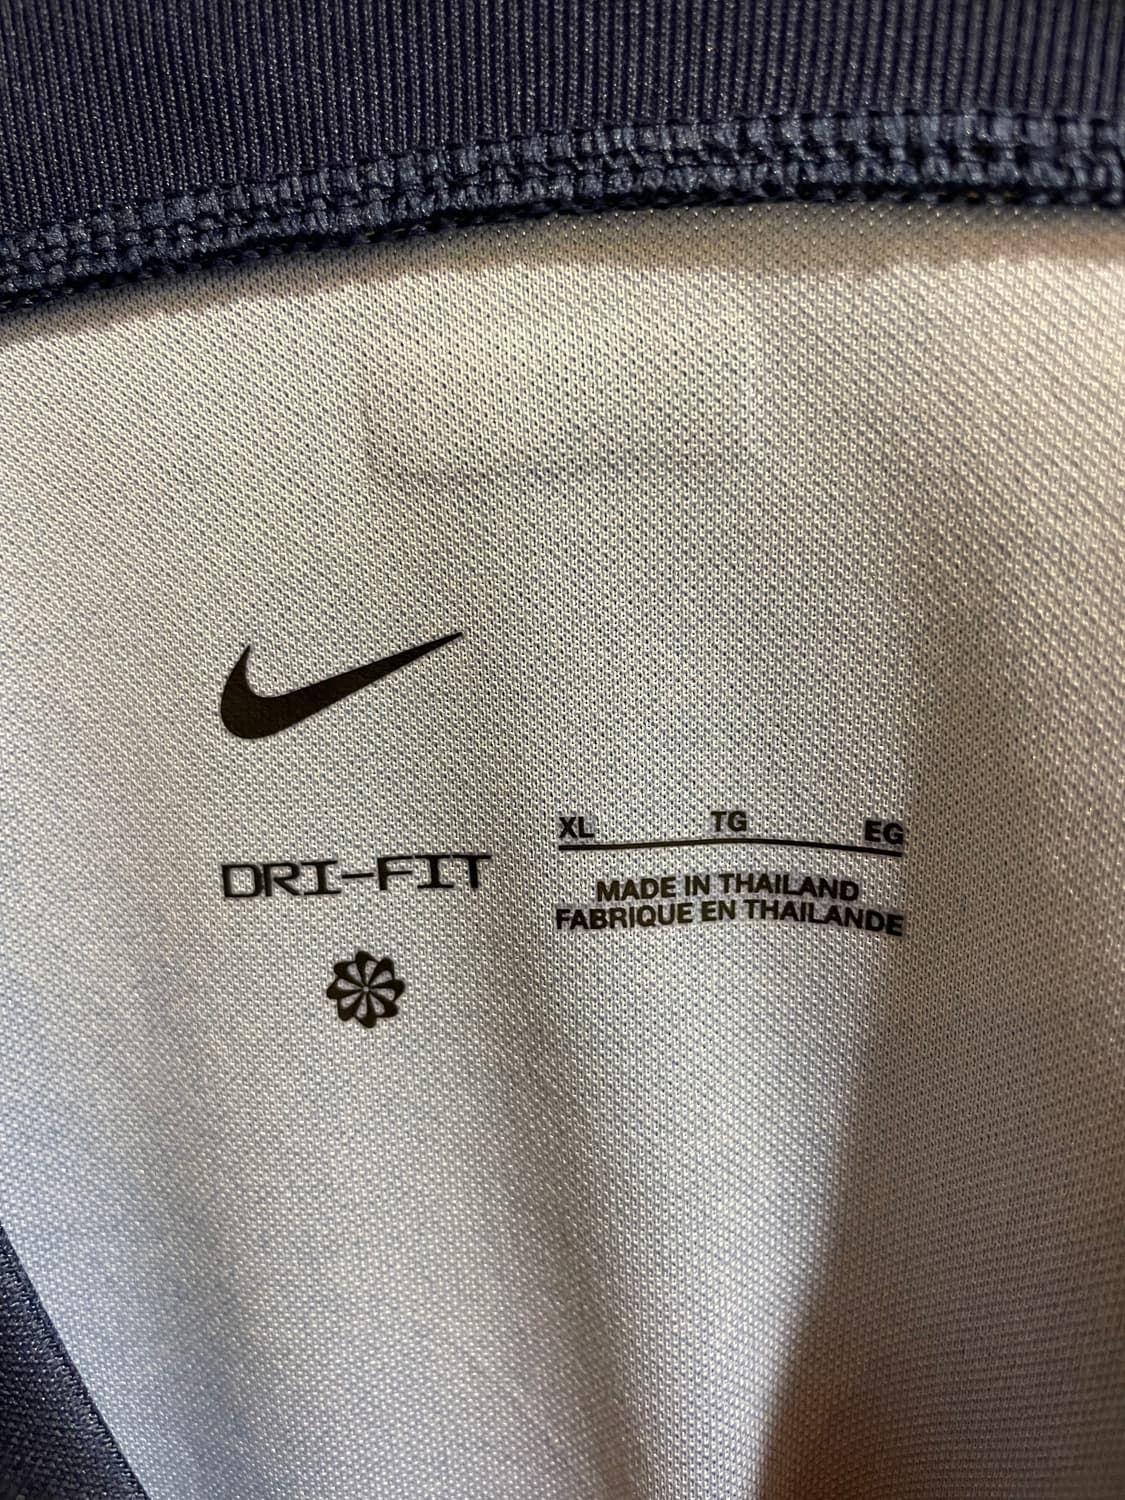 DRI-FIT
XL TG EG
MADE IN THAILAND
FABRIQUE EN THAILANDE